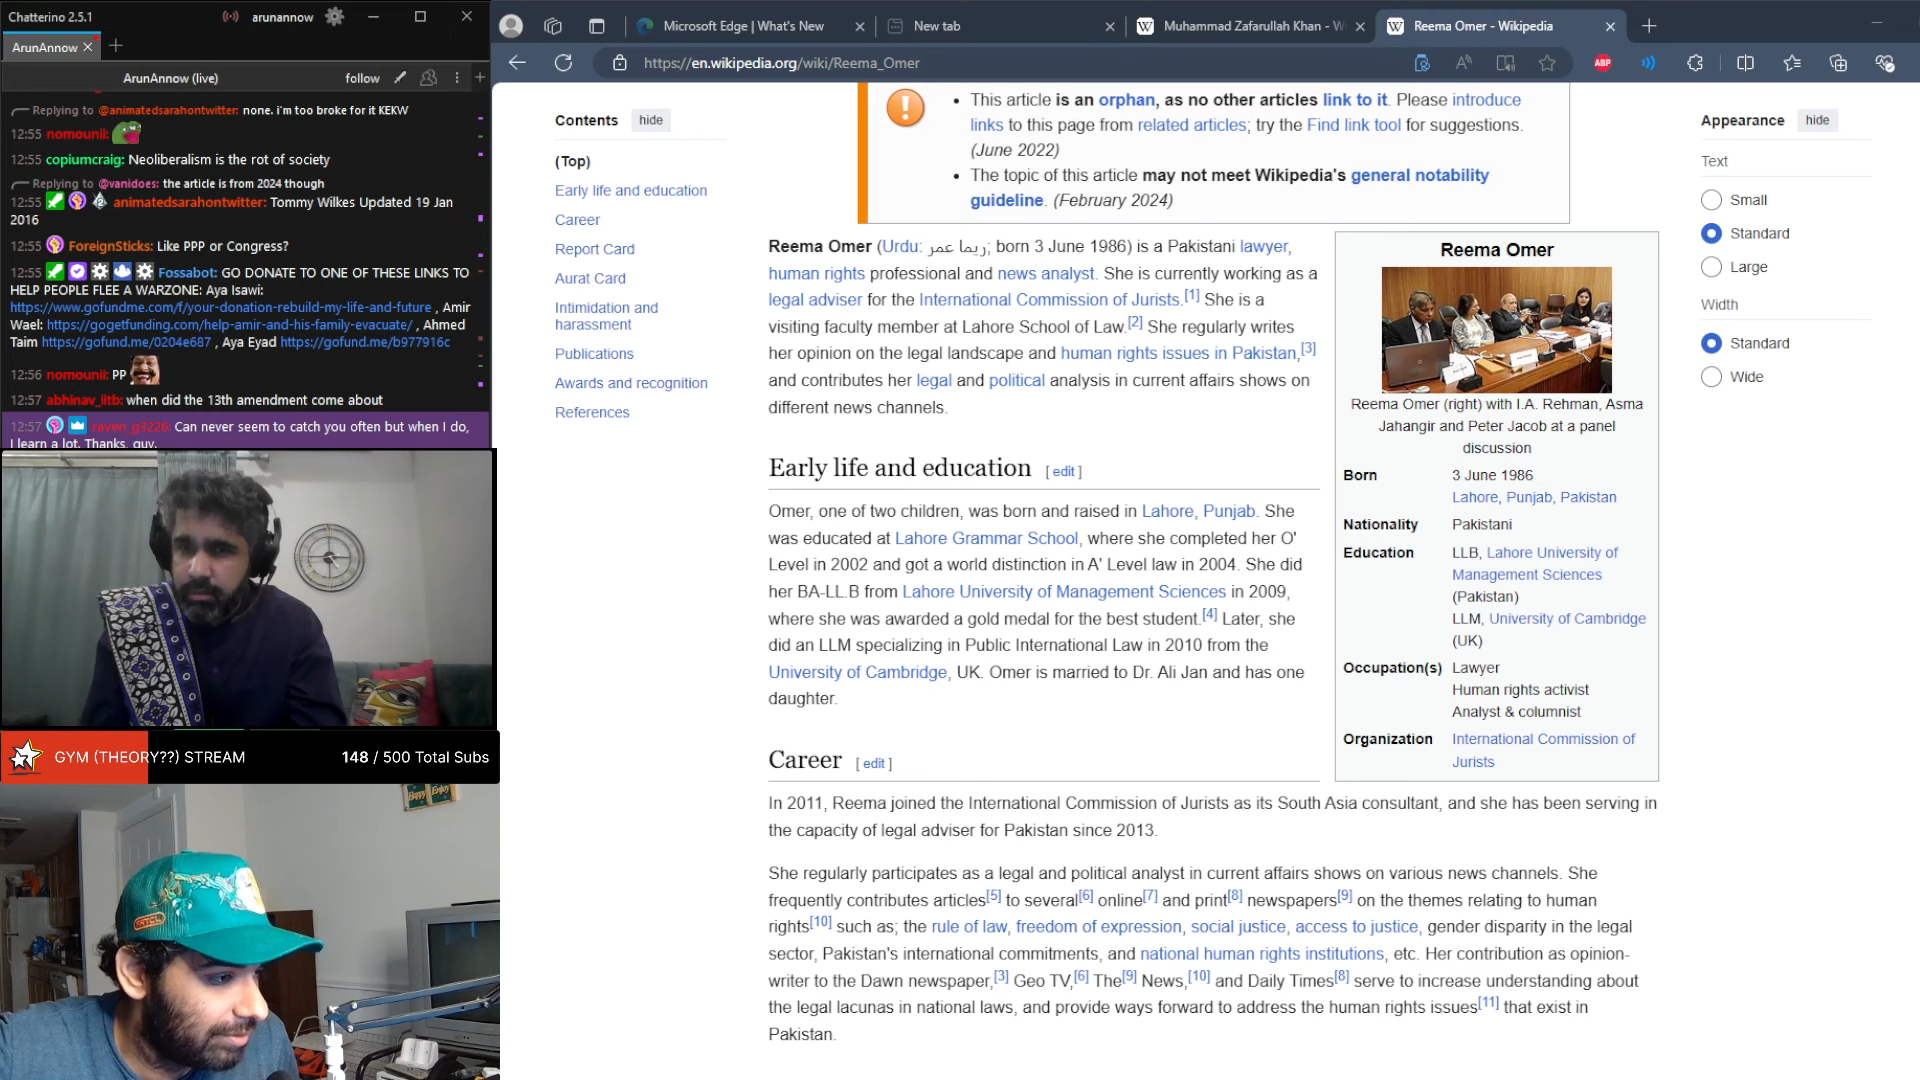 Chatterino 2.5.1
arunannow
ArunAnnow
ArunAnnow (live)
follow
Replying to @animatedsarahontwitter: none. i'm too broke for it KEKW
12:55 nomounii:
12:55 copiumcraig: Neoliberalism is the rot of society
Replying to @vanidoes: the article is from 2024 though
12:55 animatedsarahontwitter: Tommy Wilkes Updated 19 Jan
2016
12:55 ForeignSticks: Like PPP or Congress?
12:55 Fossabot: GO DONATE TO ONE OF THESE LINKS TO
HELP PEOPLE FLEE A WARZONE: Aya Isawi:
https://www.gofundme.com/f/your-donation-rebuild-my-life-and-future , Amir
Wael: https://gogetfunding.com/help-amir-and-his-family-evacuate/ , Ahmed
Taim https://gofund.me/0204e687 , Aya Eyad https://gofund.me/b977916c
12:56 nomounii: PP
12:57 abhinav_iitb: when did the 13th amendment come about
12:57 raven_g3226: Can never seem to catch you often but when I do,
I learn a lot. Thanks, guy.
GYM (THEORY??) STREAM
148 / 500 Total Subs
Microsoft Edge | What's New
New tab
Muhammad Zafarullah Khan - W
Reema Omer - Wikipedia
https://en.wikipedia.org/wiki/Reema_Omer
ABP
Contents
hide
(Top)
Early life and education
Career
Report Card
Aurat Card
Intimidation and
harassment
Publications
Awards and recognition
References
• This article is an orphan, as no other articles link to it. Please introduce
links to this page from related articles; try the Find link tool for suggestions.
(June 2022)
• The topic of this article may not meet Wikipedia's general notability
guideline. (February 2024)
Reema Omer (Urdu: ریما عمر; born 3 June 1986) is a Pakistani lawyer,
human rights professional and news analyst. She is currently working as a
legal adviser for the International Commission of Jurists.[1] She is a
visiting faculty member at Lahore School of Law.[2] She regularly writes
her opinion on the legal landscape and human rights issues in Pakistan,[3]
and contributes her legal and political analysis in current affairs shows on
different news channels.
Early life and education [ edit ]
Omer, one of two children, was born and raised in Lahore, Punjab. She
was educated at Lahore Grammar School, where she completed her O'
Level in 2002 and got a world distinction in A' Level law in 2004. She did
her BA-LL.B from Lahore University of Management Sciences in 2009,
where she was awarded a gold medal for the best student.[4] Later, she
did an LLM specializing in Public International Law in 2010 from the
University of Cambridge, UK. Omer is married to Dr. Ali Jan and has one
daughter.
Career [ edit ]
In 2011, Reema joined the International Commission of Jurists as its South Asia consultant, and she has been serving in
the capacity of legal adviser for Pakistan since 2013.
She regularly participates as a legal and political analyst in current affairs shows on various news channels. She
frequently contributes articles[5] to several[6] online[7] and print[8] newspapers[9] on the themes relating to human
rights[10] such as; the rule of law, freedom of expression, social justice, access to justice, gender disparity in the legal
sector, Pakistan's international commitments, and national human rights institutions, etc. Her contribution as opinion-
writer to the Dawn newspaper,[3] Geo TV,[6] The[9] News,[10] and Daily Times[8] serve to increase understanding about
the legal lacunas in national laws, and provide ways forward to address the human rights issues[11] that exist in
Pakistan.
Reema Omer
Reema Omer (right) with I.A. Rehman, Asma
Jahangir and Peter Jacob at a panel
discussion
Born 3 June 1986
Lahore, Punjab, Pakistan
Nationality Pakistani
Education LLB, Lahore University of
Management Sciences
(Pakistan)
LLM, University of Cambridge
(UK)
Occupation(s) Lawyer
Human rights activist
Analyst & columnist
Organization International Commission of
Jurists
Appearance
hide
Text
Small
Standard
Large
Width
Standard
Wide